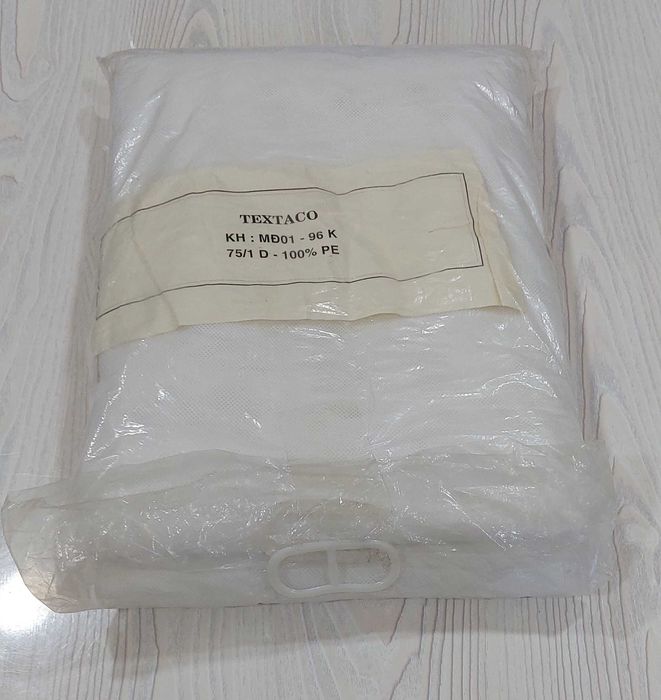 TEXTACO
KH : MĐ01 - 96 K
75/1 D - 100% PE